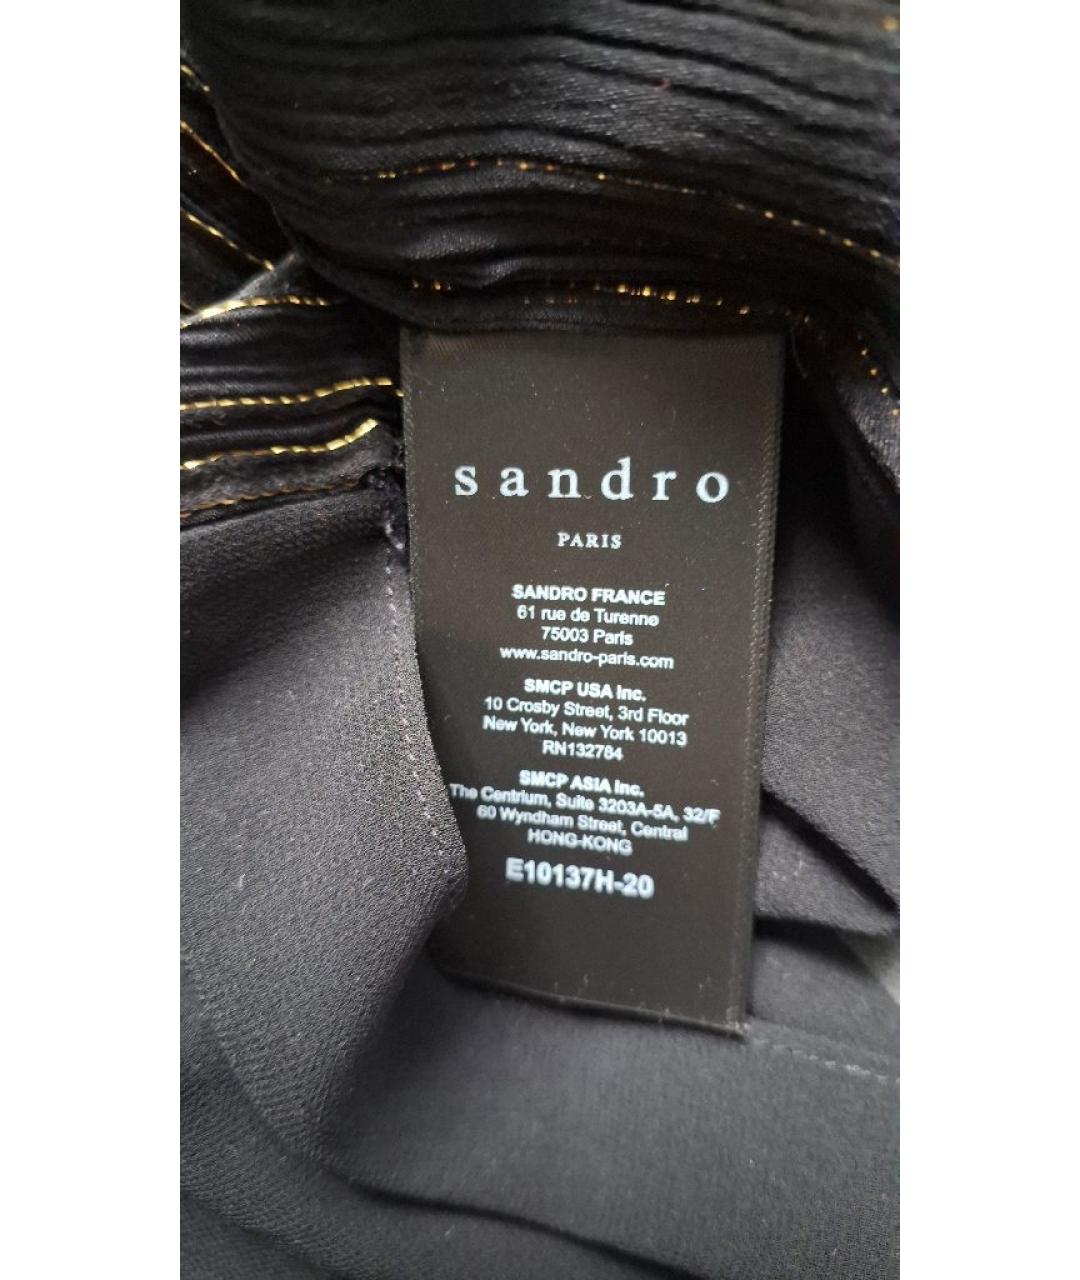 sandro
PARIS
SANDRO FRANCE
61 rue de Turenne
75003 Paris
www.sandro-paris.com
SMCP USA Inc.
10 Crosby Street, 3rd Floor
New York, New York 10013
RN132784
SMCP ASIA Inc.
The Centrium, Suite 3203A-5A, 32/F
60 Wyndham Street, Central
HONG-KONG
E10137H-20